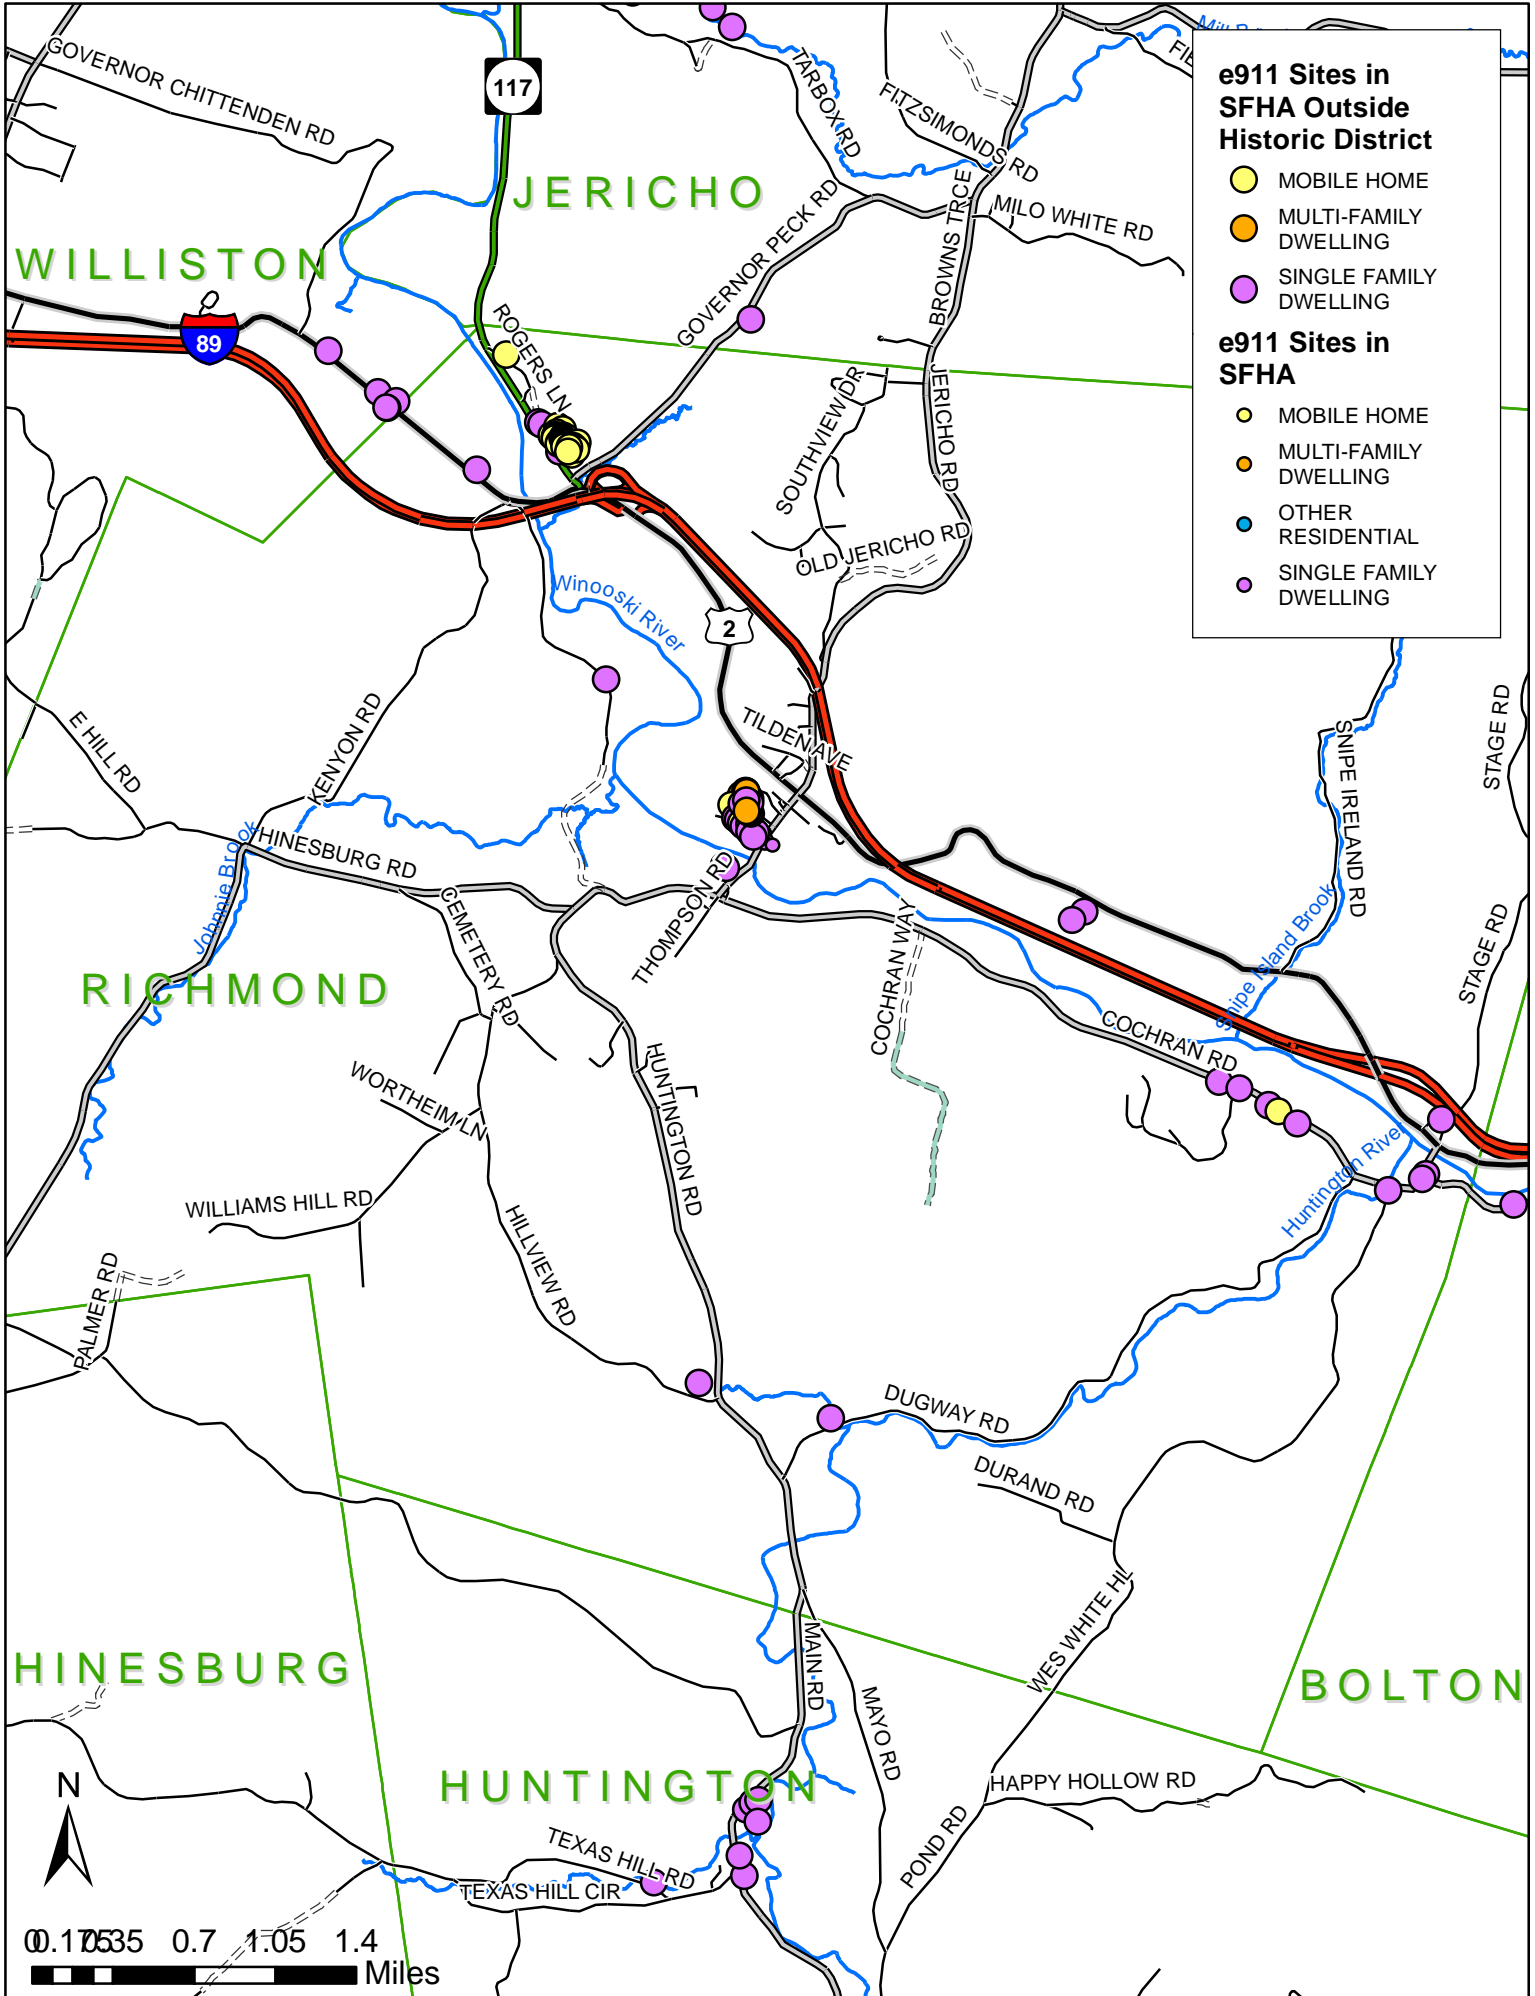 GOVERNOR CHITTENDEN RD
117
TARBOX RD
FITZSIMONDS RD
MILO WHITE RD
JERICHO
WILLISTON
GOVERNOR PECK RD
BROWNS TRCE
89
ROGERS LN
SOUTHVIEW DR
JERICHO RD
OLD JERICHO RD
e911 Sites in
SFHA Outside
Historic District
MOBILE HOME
MULTI-FAMILY
DWELLING
SINGLE FAMILY
DWELLING
e911 Sites in
SFHA
MOBILE HOME
MULTI-FAMILY
DWELLING
OTHER
RESIDENTIAL
SINGLE FAMILY
DWELLING
Winooski River
2
E HILL RD
KENYON RD
TILDEN AVE
SNIPE IRELAND RD
STAGE RD
Johnnie Brook
HINESBURG RD
CEMETERY RD
THOMPSON RD
COCHRAN WAY
Snipe Island Brook
STAGE RD
RICHMOND
COCHRAN RD
WORTHEIM LN
HUNTINGTON RD
Huntington River
WILLIAMS HILL RD
HILLVIEW RD
PALMER RD
DUGWAY RD
DURAND RD
WES WHITE HL
MAIN RD
HINESBURG
BOLTON
MAYO RD
HUNTINGTON
HAPPY HOLLOW RD
POND RD
N
TEXAS HILL RD
TEXAS HILL CIR
0 0.175 0.35 0.7 1.05 1.4
Miles